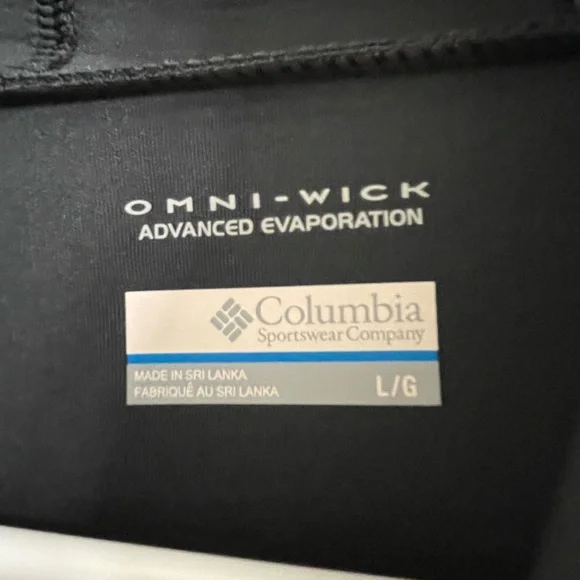 OMNI-WICK
ADVANCED EVAPORATION
Columbia
Sportswear Company
MADE IN SRI LANKA
FABRIQUÉ AU SRI LANKA
L/G